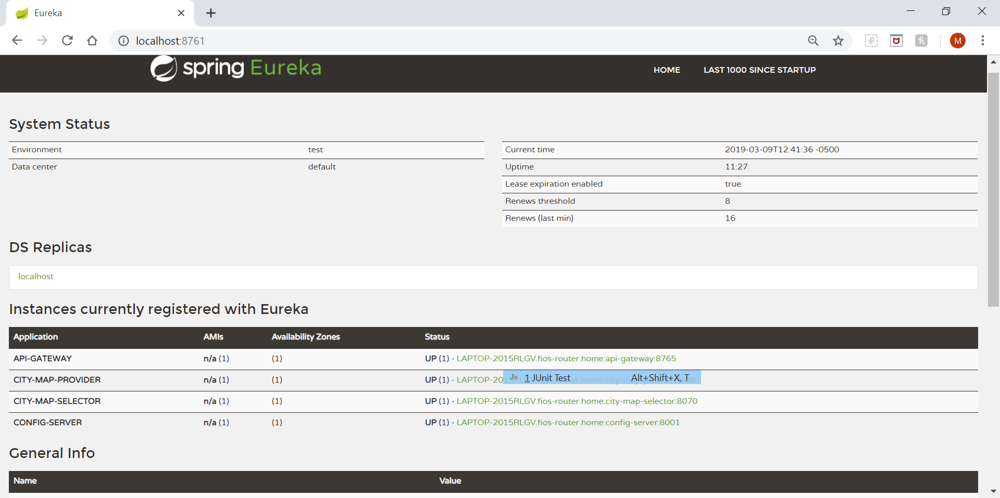 Eureka
localhost:8761
M
spring Eureka
HOME
LAST 1000 SINCE STARTUP
System Status
Environment test
Data center default
Current time 2019-03-09T12:41:36 -0500
Uptime 11:27
Lease expiration enabled true
Renews threshold 8
Renews (last min) 16
DS Replicas
localhost
Instances currently registered with Eureka
Application AMIs Availability Zones Status
API-GATEWAY n/a (1) (1) UP (1) - LAPTOP-2015RLGV.fios-router.home:api-gateway:8765
CITY-MAP-PROVIDER n/a (1) (1) UP (1) -
1 JUnit Test Alt+Shift+X, T
CITY-MAP-SELECTOR n/a (1) (1) UP (1) - LAPTOP-2015RLGV.fios-router.home:city-map-selector:8070
CONFIG-SERVER n/a (1) (1) UP (1) - LAPTOP-2015RLGV.fios-router.home:config-server:8001
General Info
Name Value